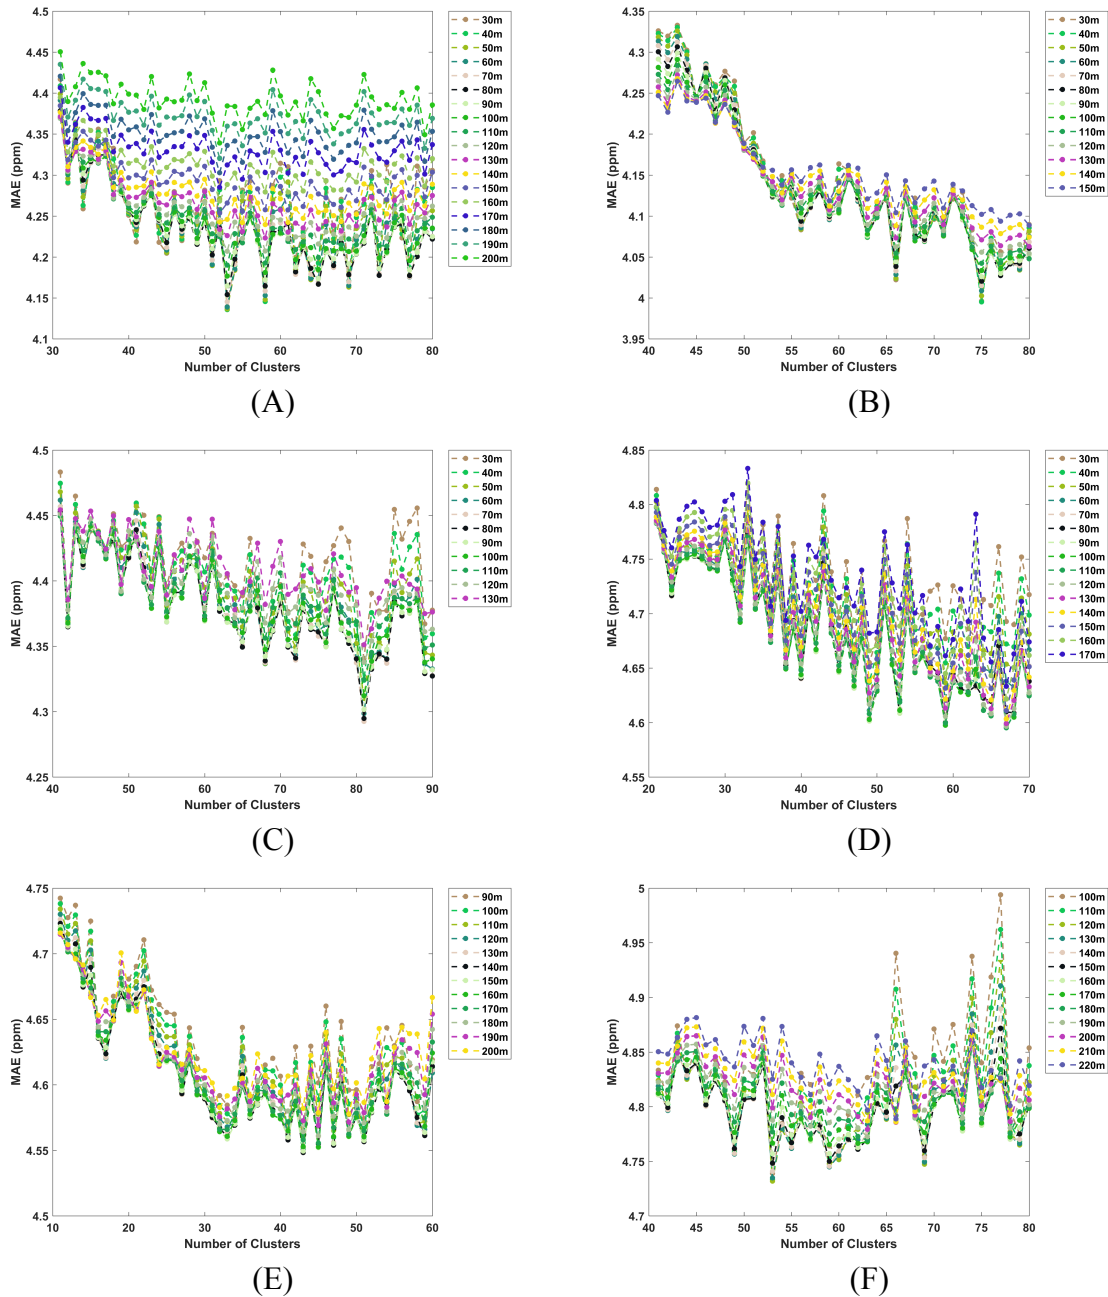 4.5
4.45
4.4
4.35
4.3
4.25
4.2
4.15
4.1
30
40
50
60
70
80
MAE (ppm)
Number of Clusters
30m
40m
50m
60m
70m
80m
90m
100m
110m
120m
130m
140m
150m
160m
170m
180m
190m
200m
(A)
4.35
4.3
4.25
4.2
4.15
4.1
4.05
4
3.95
40
45
50
55
60
65
70
75
80
MAE (ppm)
Number of Clusters
30m
40m
50m
60m
70m
80m
90m
100m
110m
120m
130m
140m
150m
(B)
4.5
4.45
4.4
4.35
4.3
4.25
40
50
60
70
80
90
MAE (ppm)
Number of Clusters
30m
40m
50m
60m
70m
80m
90m
100m
110m
120m
130m
(C)
4.85
4.8
4.75
4.7
4.65
4.6
4.55
20
30
40
50
60
70
MAE (ppm)
Number of Clusters
30m
40m
50m
60m
70m
80m
90m
100m
110m
120m
130m
140m
150m
160m
170m
(D)
4.75
4.7
4.65
4.6
4.55
4.5
10
20
30
40
50
60
MAE (ppm)
Number of Clusters
90m
100m
110m
120m
130m
140m
150m
160m
170m
180m
190m
200m
(E)
5
4.95
4.9
4.85
4.8
4.75
4.7
40
45
50
55
60
65
70
75
80
MAE (ppm)
Number of Clusters
100m
110m
120m
130m
140m
150m
160m
170m
180m
190m
200m
210m
220m
(F)